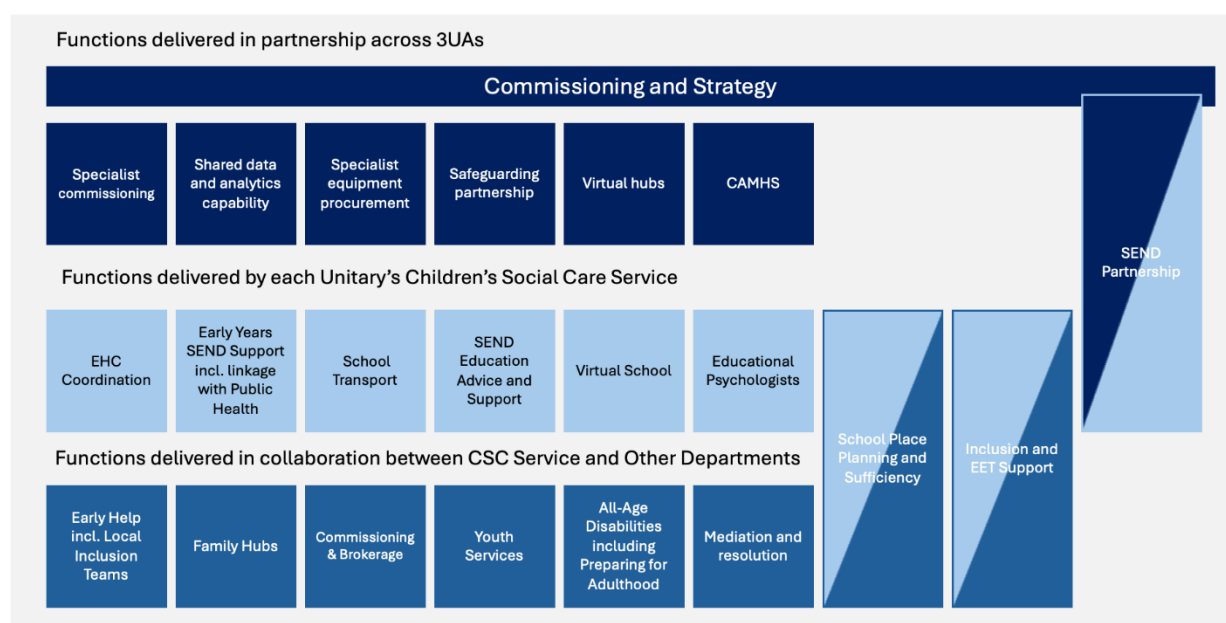 Functions delivered in partnership across 3UAs
Commissioning and Strategy
Specialist
commissioning
Shared data
and analytics
capability
Specialist
equipment
procurement
Safeguarding
partnership
Virtual hubs
CAMHS
SEND
Partnership
Functions delivered by each Unitary's Children's Social Care Service
EHC
Coordination
Early Years
SEND Support
incl. linkage
with Public
Health
School
Transport
SEND
Education
Advice and
Support
Virtual School
Educational
Psychologists
School Place
Planning and
Sufficiency
Inclusion and
EET Support
Functions delivered in collaboration between CSC Service and Other Departments
Early Help
incl. Local
Inclusion
Teams
Family Hubs
Commissioning
& Brokerage
Youth
Services
All-Age
Disabilities
including
Preparing for
Adulthood
Mediation and
resolution